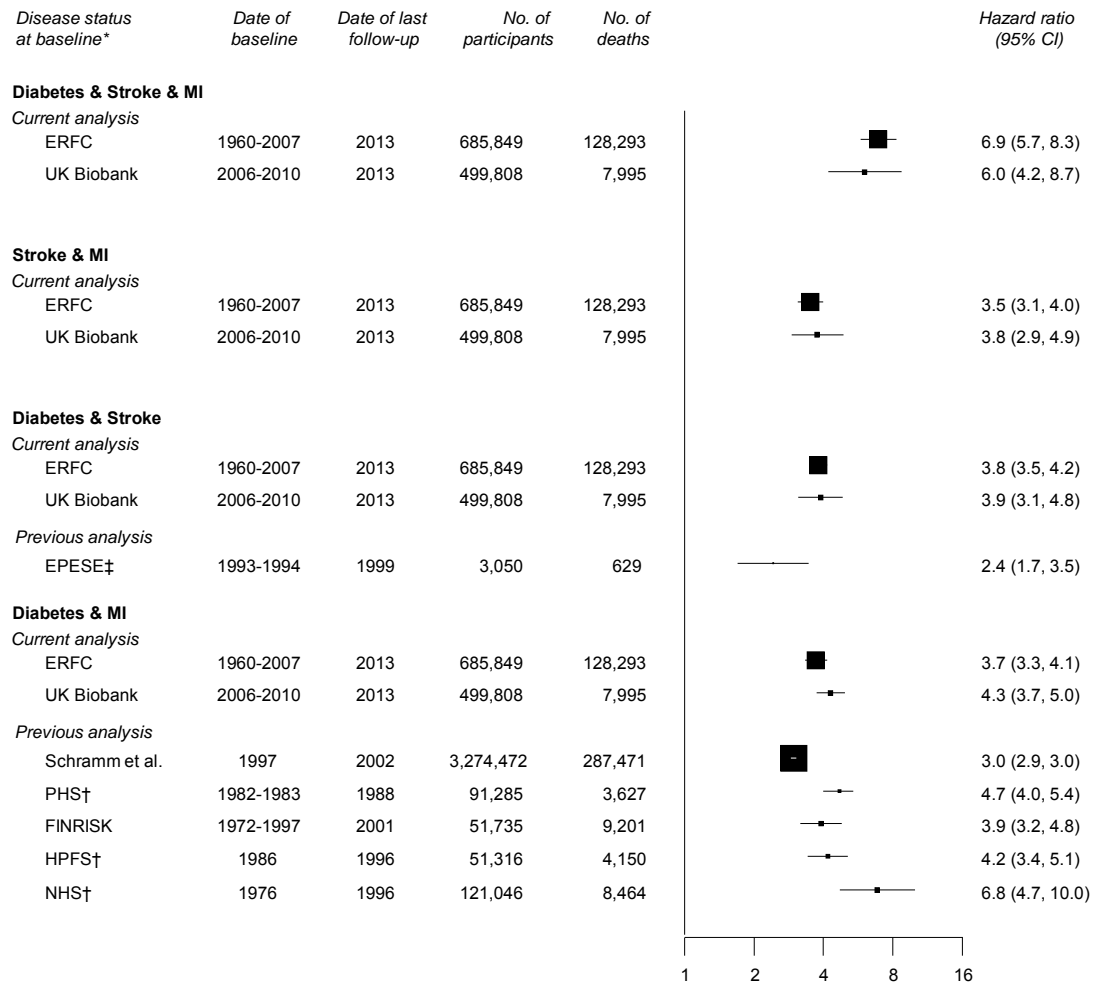 Disease status at baseline* Date of baseline Date of last follow-up No. of participants No. of deaths Hazard ratio (95% CI)
Diabetes & Stroke & MI
Current analysis
ERFC 1960-2007 2013 685,849 128,293 6.9 (5.7, 8.3)
UK Biobank 2006-2010 2013 499,808 7,995 6.0 (4.2, 8.7)
Stroke & MI
Current analysis
ERFC 1960-2007 2013 685,849 128,293 3.5 (3.1, 4.0)
UK Biobank 2006-2010 2013 499,808 7,995 3.8 (2.9, 4.9)
Diabetes & Stroke
Current analysis
ERFC 1960-2007 2013 685,849 128,293 3.8 (3.5, 4.2)
UK Biobank 2006-2010 2013 499,808 7,995 3.9 (3.1, 4.8)
Previous analysis
EPESE‡ 1993-1994 1999 3,050 629 2.4 (1.7, 3.5)
Diabetes & MI
Current analysis
ERFC 1960-2007 2013 685,849 128,293 3.7 (3.3, 4.1)
UK Biobank 2006-2010 2013 499,808 7,995 4.3 (3.7, 5.0)
Previous analysis
Schramm et al. 1997 2002 3,274,472 287,471 3.0 (2.9, 3.0)
PHS† 1982-1983 1988 91,285 3,627 4.7 (4.0, 5.4)
FINRISK 1972-1997 2001 51,735 9,201 3.9 (3.2, 4.8)
HPFS† 1986 1996 51,316 4,150 4.2 (3.4, 5.1)
NHS† 1976 1996 121,046 8,464 6.8 (4.7, 10.0)
1 2 4 8 16